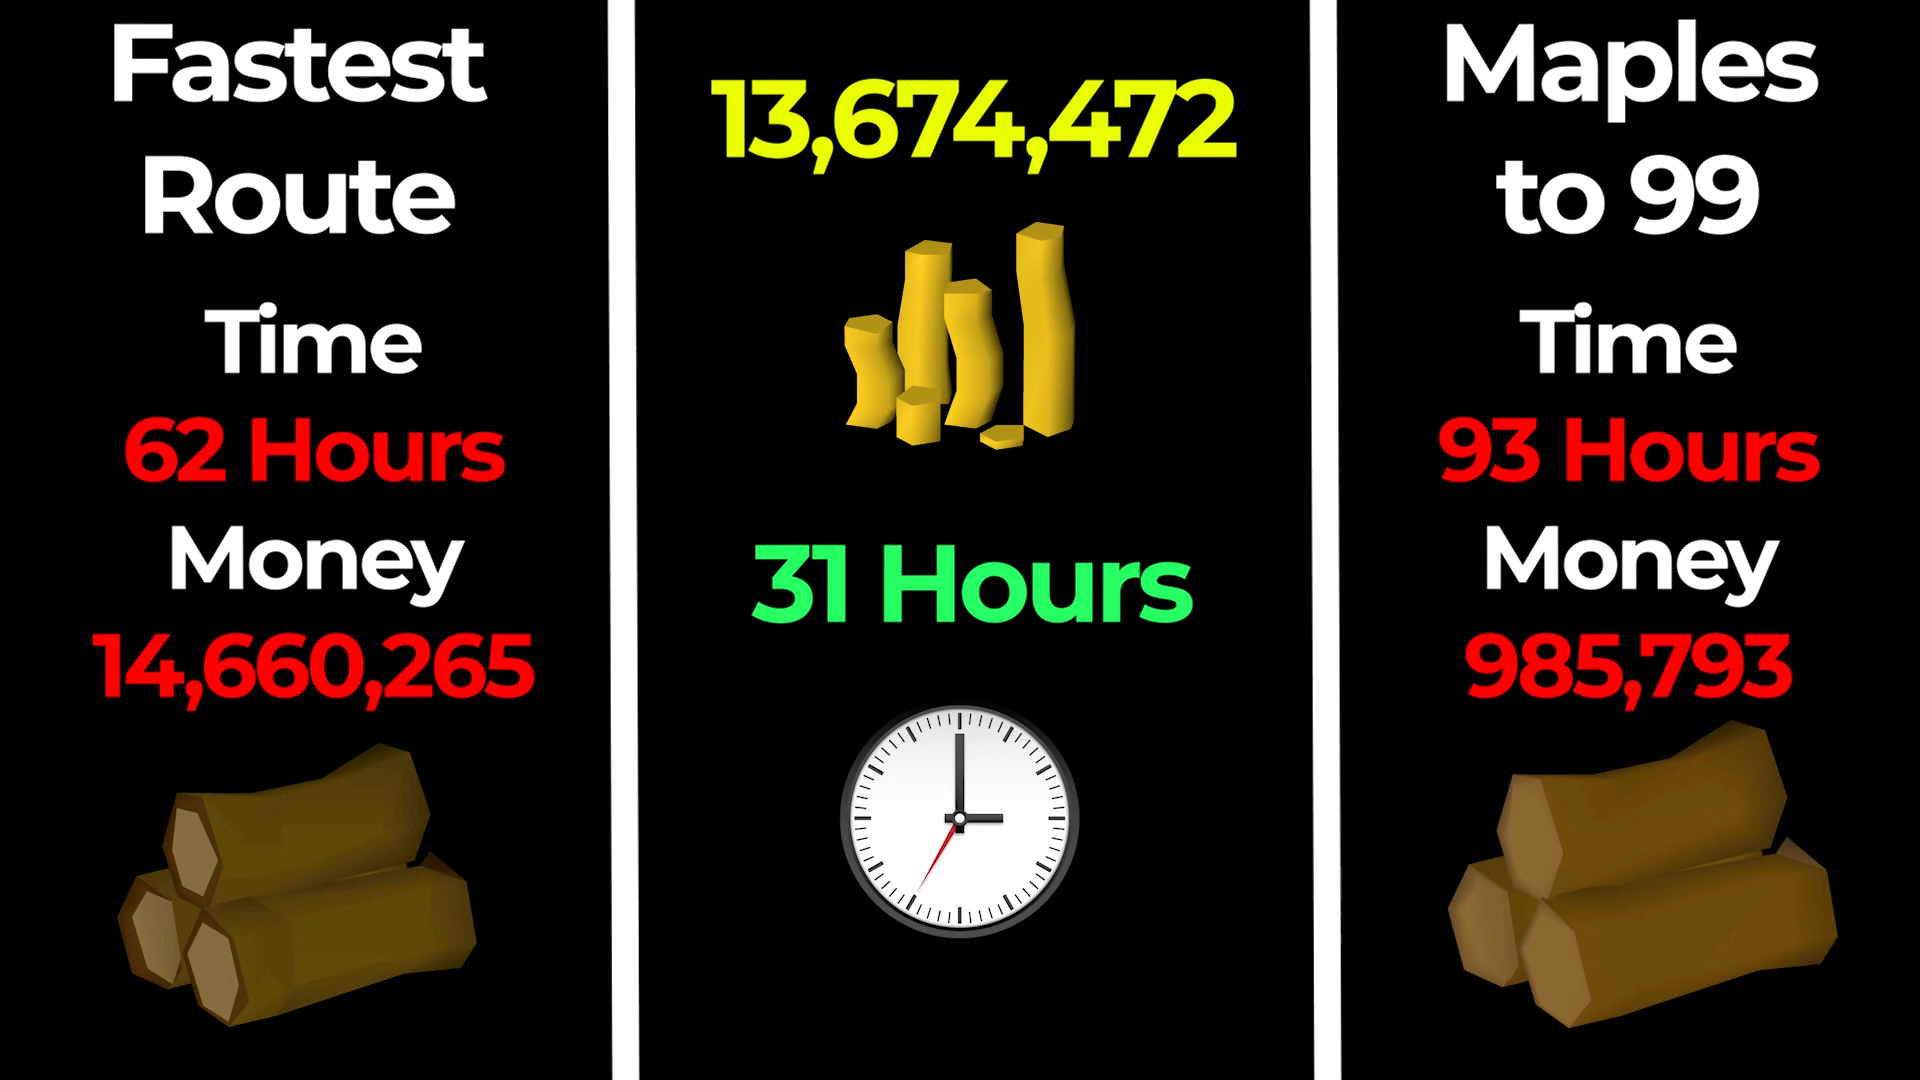 Fastest
Route
Time
62 Hours
Money
14,660,265
13,674,472
31 Hours
Maples
to 99
Time
93 Hours
Money
985,793